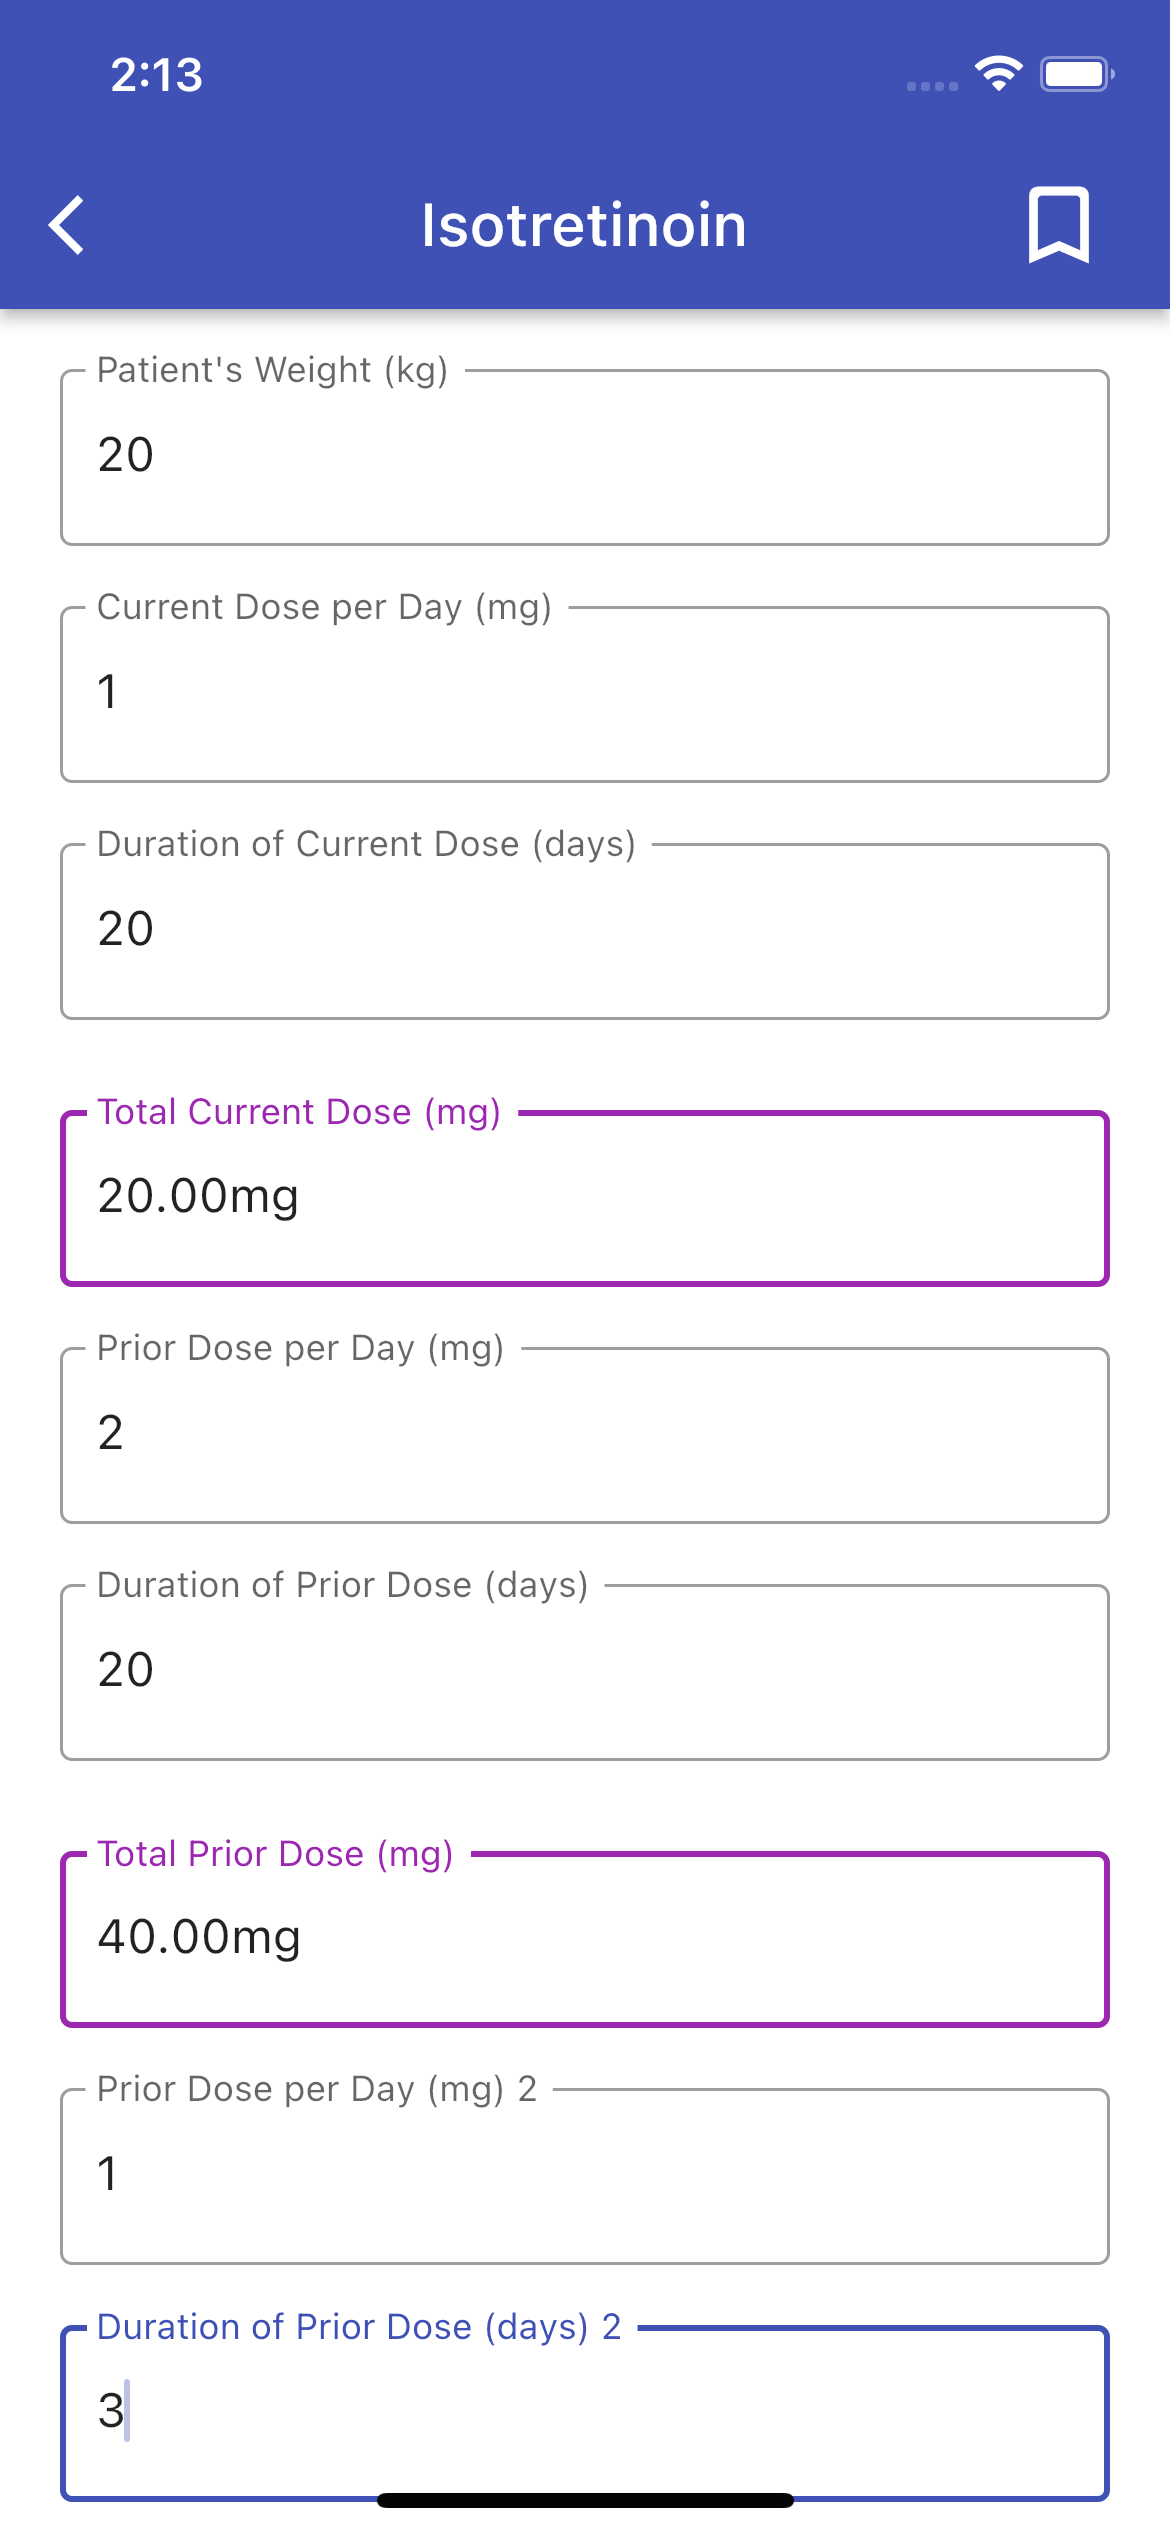 2:13
Isotretinoin
Patient's Weight (kg)
20
Current Dose per Day (mg)
1
Duration of Current Dose (days)
20
Total Current Dose (mg)
20.00mg
Prior Dose per Day (mg)
2
Duration of Prior Dose (days)
20
Total Prior Dose (mg)
40.00mg
Prior Dose per Day (mg) 2
1
Duration of Prior Dose (days) 2
3